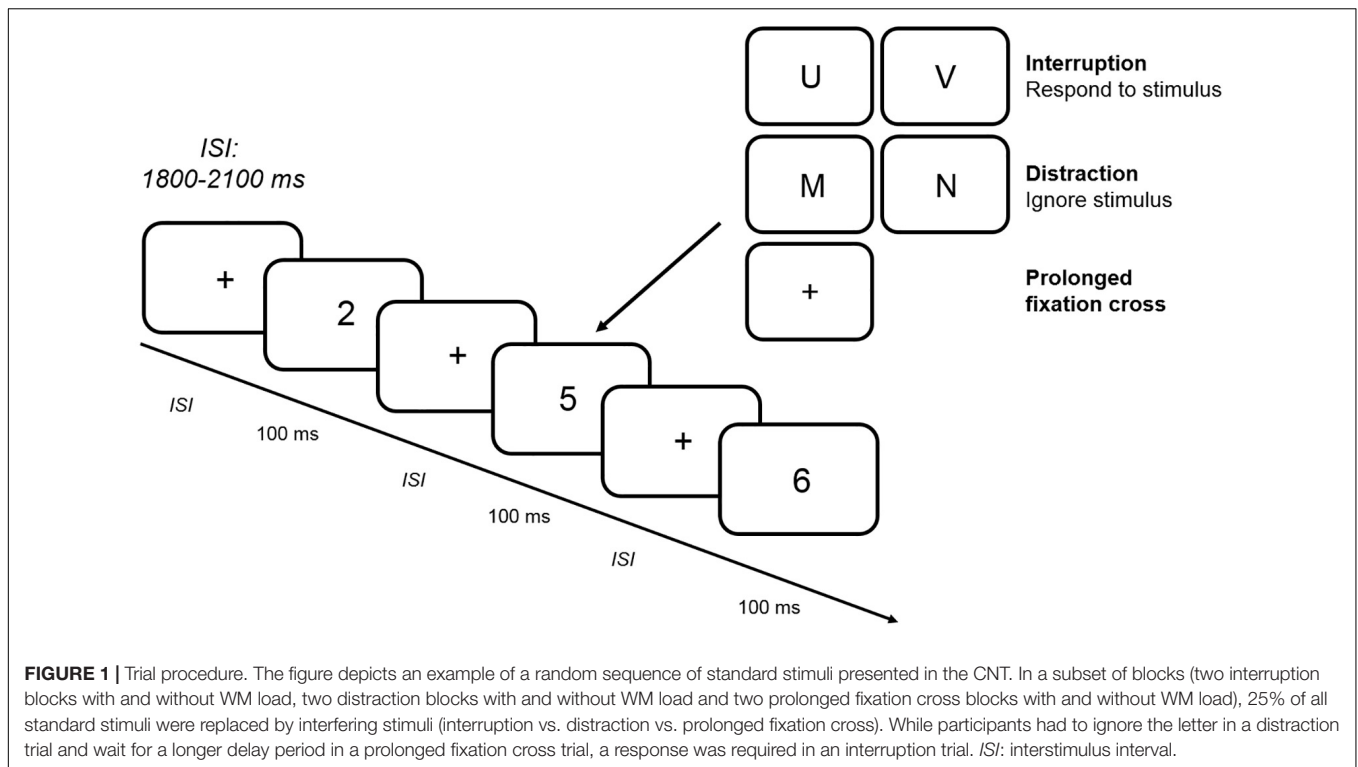 U
V
Interruption
Respond to stimulus
ISI:
1800-2100 ms
M
N
Distraction
Ignore stimulus
+
2
+
5
+
6
+
Prolonged
fixation cross
ISI
100 ms
ISI
100 ms
ISI
100 ms
FIGURE 1 | Trial procedure. The figure depicts an example of a random sequence of standard stimuli presented in the CNT. In a subset of blocks (two interruption
blocks with and without WM load, two distraction blocks with and without WM load and two prolonged fixation cross blocks with and without WM load), 25% of all
standard stimuli were replaced by interfering stimuli (interruption vs. distraction vs. prolonged fixation cross). While participants had to ignore the letter in a distraction
trial and wait for a longer delay period in a prolonged fixation cross trial, a response was required in an interruption trial. ISI: interstimulus interval.